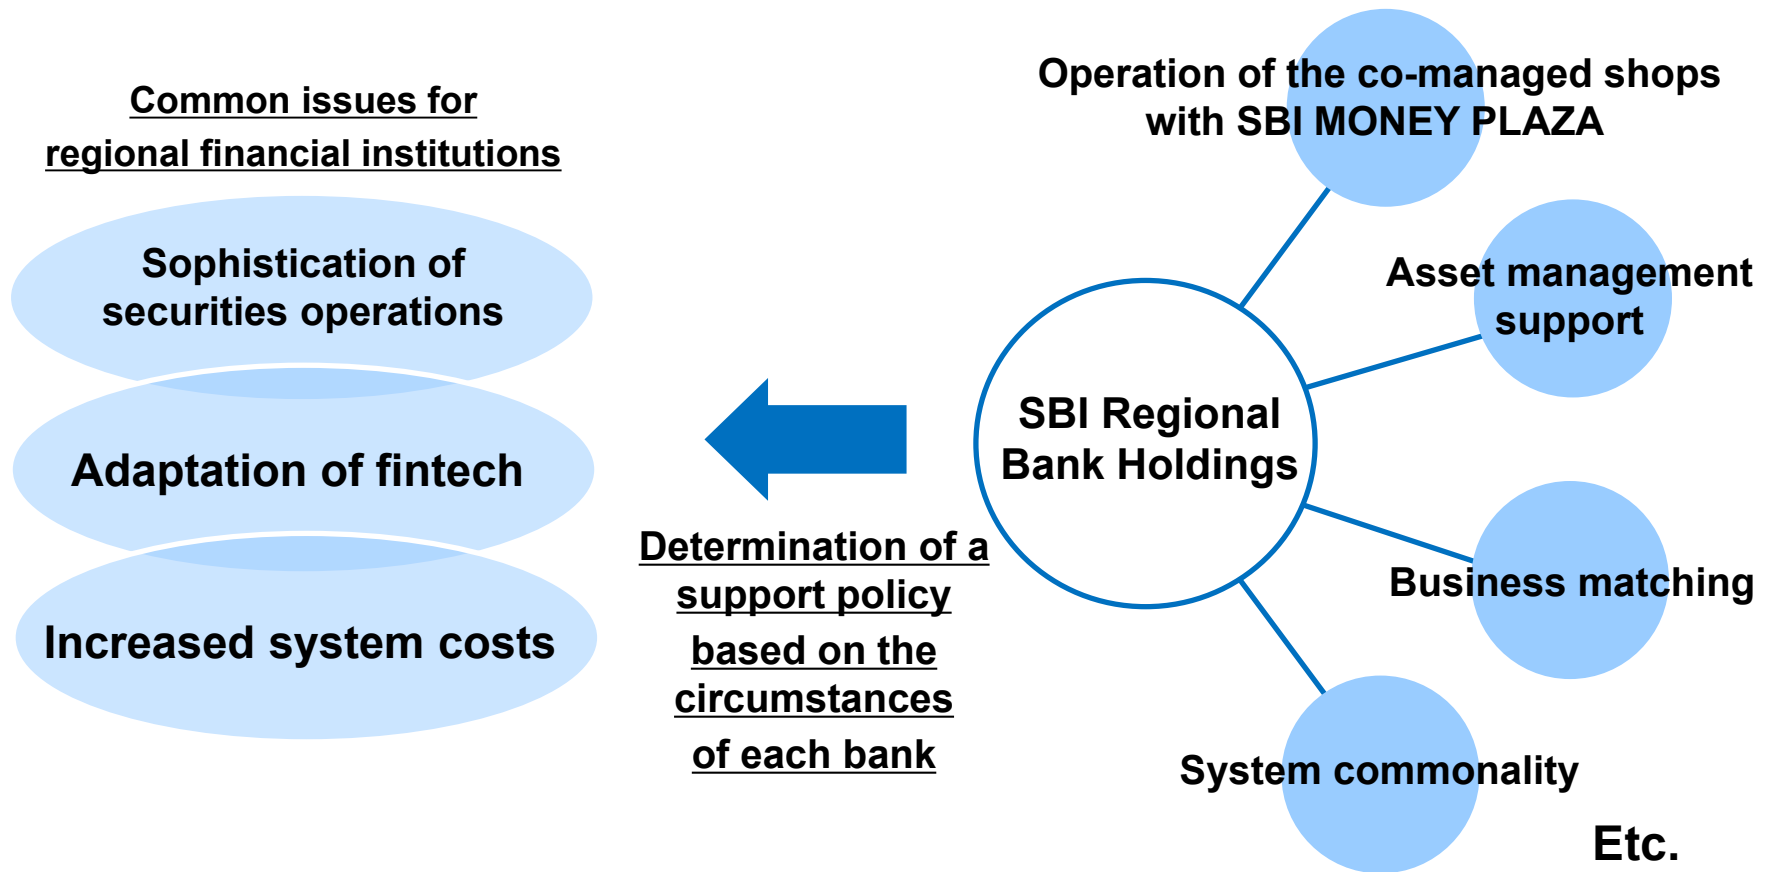 Common issues for
regional financial institutions
Sophistication of
securities operations
Adaptation of fintech
Increased system costs
Determination of a
support policy
based on the
circumstances
of each bank
SBI Regional
Bank Holdings
Operation of the co-managed shops
with SBI MONEY PLAZA
Asset management
support
Business matching
System commonality
Etc.